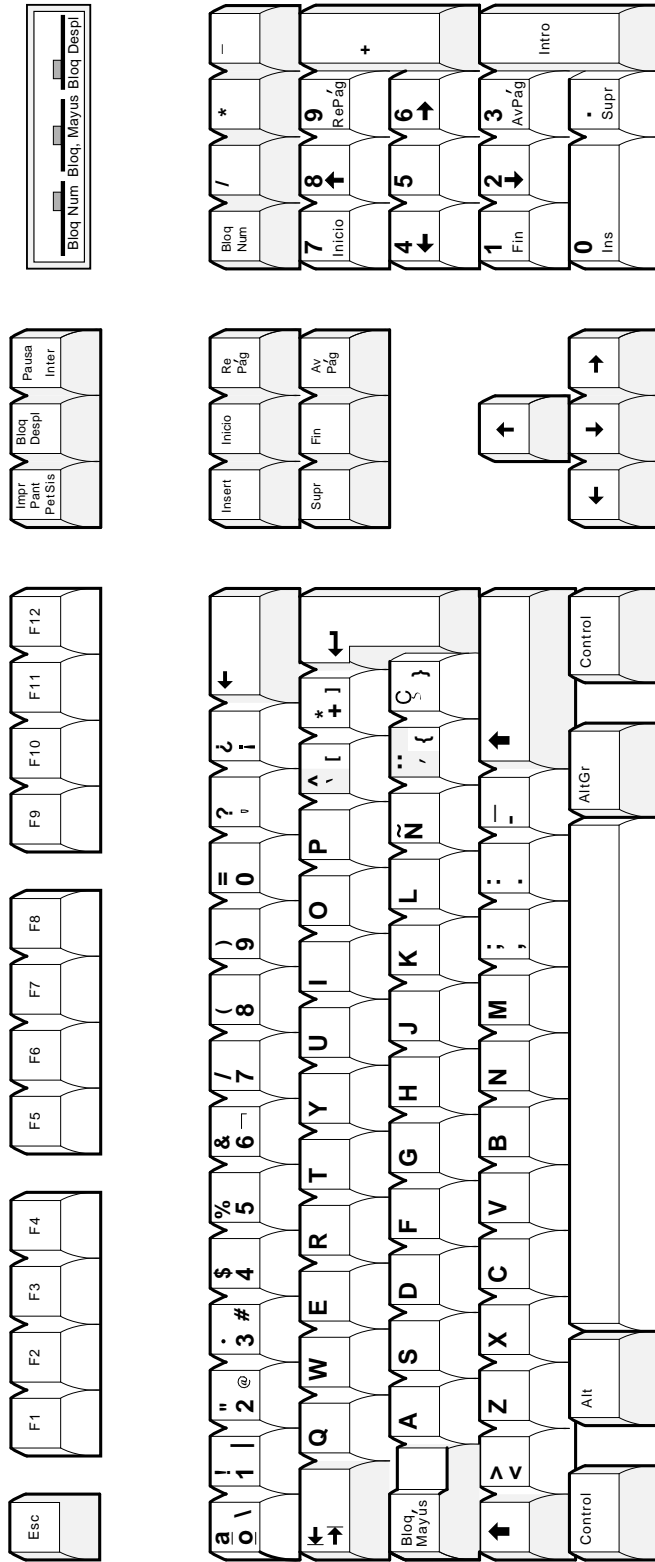 Esc F1 F2 F3 F4 F5 F6 F7 F8 F9 F10 F11 F12
Impr Pant PetSis
Bloq Despl
Pausa Inter
Bloq Num Bloq, Mayus Bloq Despl
ª ! " · $ % & / ( ) = ? ¿
º \ 1 | 2 @ 3 # 4 5 6 ¬ 7 8 9 0 ' ¡ ←
Insert Inicio Re Pág
Bloq Num / * -
Q W E R T Y U I O P ^ ` [ * + ]
Supr Fin Av Pág
7 Inicio 8 ↑ 9 RePág +
Bloq, Mayus A S D F G H J K L Ñ ¨ ´ { Ç ç }
4 ← 5 6 →
⬆ > < Z X C V B N M ; , : . _ - ⬆
↑
1 Fin 2 ↓ 3 AvPág Intro
Control Alt AltGr Control
← ↓ →
0 Ins . Supr